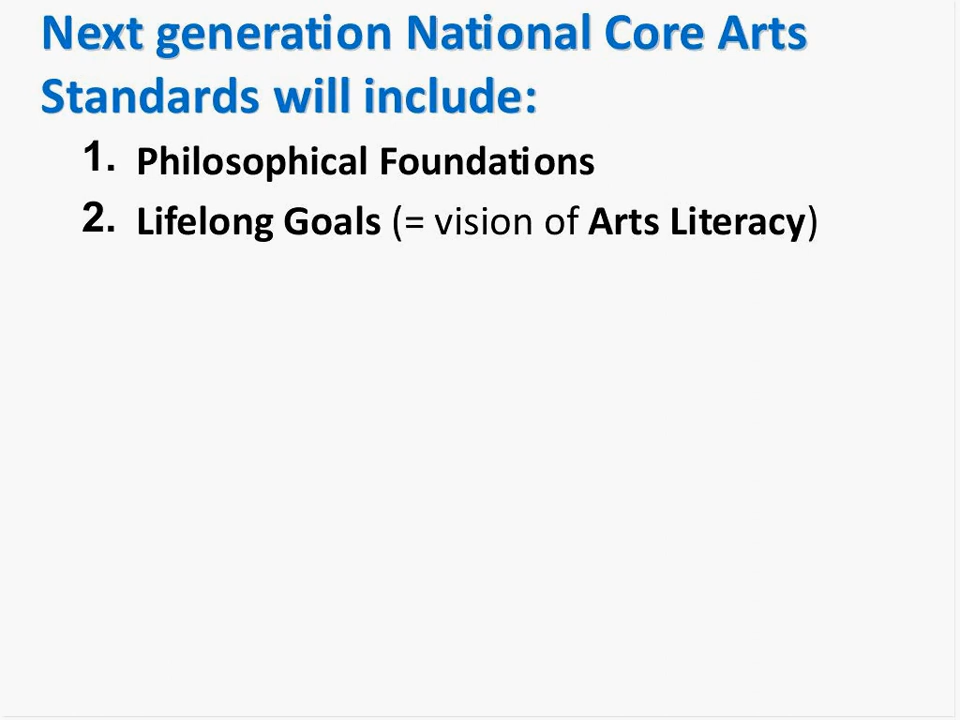 Next generation National Core Arts
Standards will include:
1. Philosophical Foundations
2. Lifelong Goals (= vision of Arts Literacy)